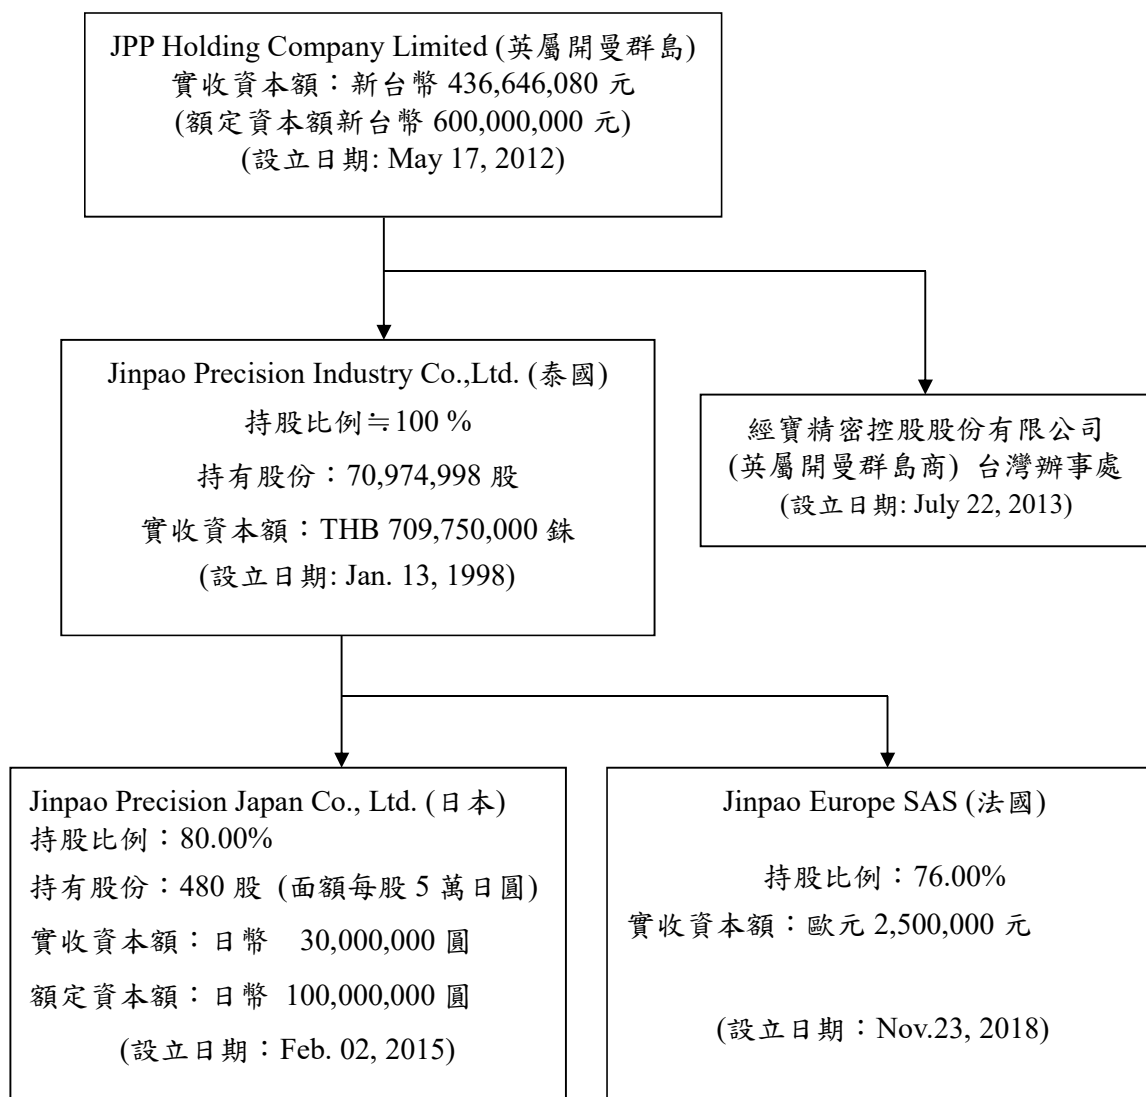 JPP Holding Company Limited (英屬開曼群島)
實收資本額：新台幣 436,646,080 元
(額定資本額新台幣 600,000,000 元)
(設立日期: May 17, 2012)
Jinpao Precision Industry Co.,Ltd. (泰國)
持股比例≒100 %
持有股份：70,974,998 股
實收資本額：THB 709,750,000 銖
(設立日期: Jan. 13, 1998)
經寶精密控股股份有限公司
(英屬開曼群島商) 台灣辦事處
(設立日期: July 22, 2013)
Jinpao Precision Japan Co., Ltd. (日本)
持股比例：80.00%
持有股份：480 股 (面額每股 5 萬日圓)
實收資本額：日幣 30,000,000 圓
額定資本額：日幣 100,000,000 圓
(設立日期：Feb. 02, 2015)
Jinpao Europe SAS (法國)
持股比例：76.00%
實收資本額：歐元 2,500,000 元
(設立日期：Nov.23, 2018)